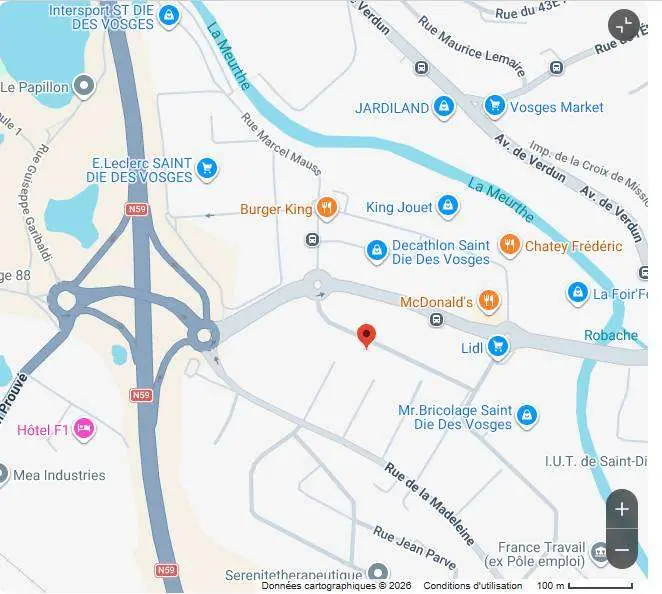 Intersport ST DIE
DES VOSGES
Rue du 43E
Av. de Verdun
Rue Maurice Lemaire
La Meurthe
Le Papillon
JARDILAND
Vosges Market
Rue Marcel Mauss
Av. de Verdun
Imp. de la Croix de Missio
E.Leclerc SAINT
DIE DES VOSGES
Rue Guiseppe Garibaldi
La Meurthe
Av. de Verdun
N59
Burger King
King Jouet
Decathlon Saint
Die Des Vosges
Chatey Frédéric
ge 88
McDonald's
La Foir'Fo
Robache
Lidl
Prouvé
N59
Hôtel F1
Mr.Bricolage Saint
Die Des Vosges
Mea Industries
I.U.T. de Saint-Di
Rue de la Madeleine
Rue Jean Parve
France Travail
(ex Pôle emploi)
N59
Serenitetherapeutique
Données cartographiques © 2026
Conditions d'utilisation
100 m